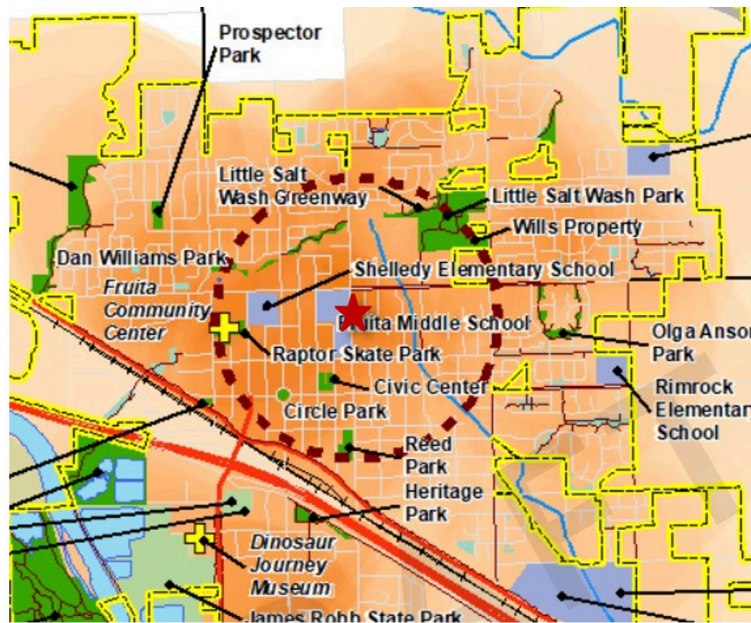 Prospector
Park
Little Salt
Wash Greenway
Little Salt Wash Park
Wills Property
Dan Williams Park
Shelledy Elementary School
Fruita
Community
Center
Fruita Middle School
Raptor Skate Park
Olga Anson
Park
Civic Center
Rimrock
Elementary
School
Circle Park
Reed
Park
Heritage
Park
Dinosaur
Journey
Museum
James Robb State Park